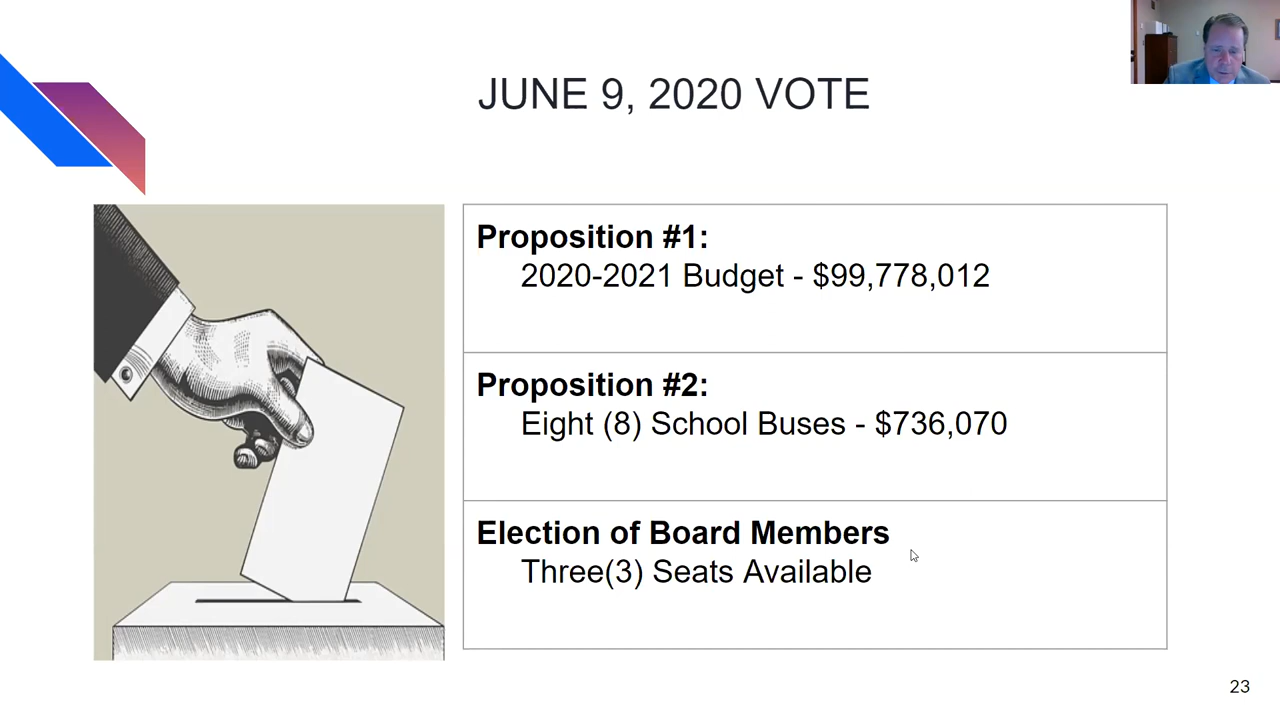 JUNE 9, 2020 VOTE
Proposition #1:
2020-2021 Budget - $99,778,012
Proposition #2:
Eight (8) School Buses - $736,070
Election of Board Members
Three(3) Seats Available
23